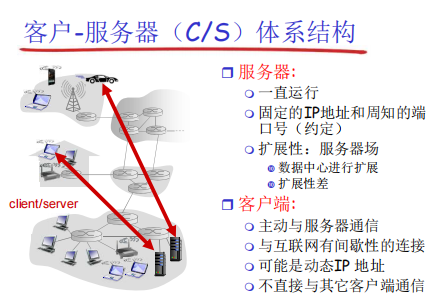 客户-服务器（C/S）体系结构
服务器:
一直运行
固定的IP地址和周知的端
口号（约定）
扩展性：服务器场
数据中心进行扩展
扩展性差
客户端:
主动与服务器通信
与互联网有间歇性的连接
可能是动态IP 地址
不直接与其它客户端通信
client/server